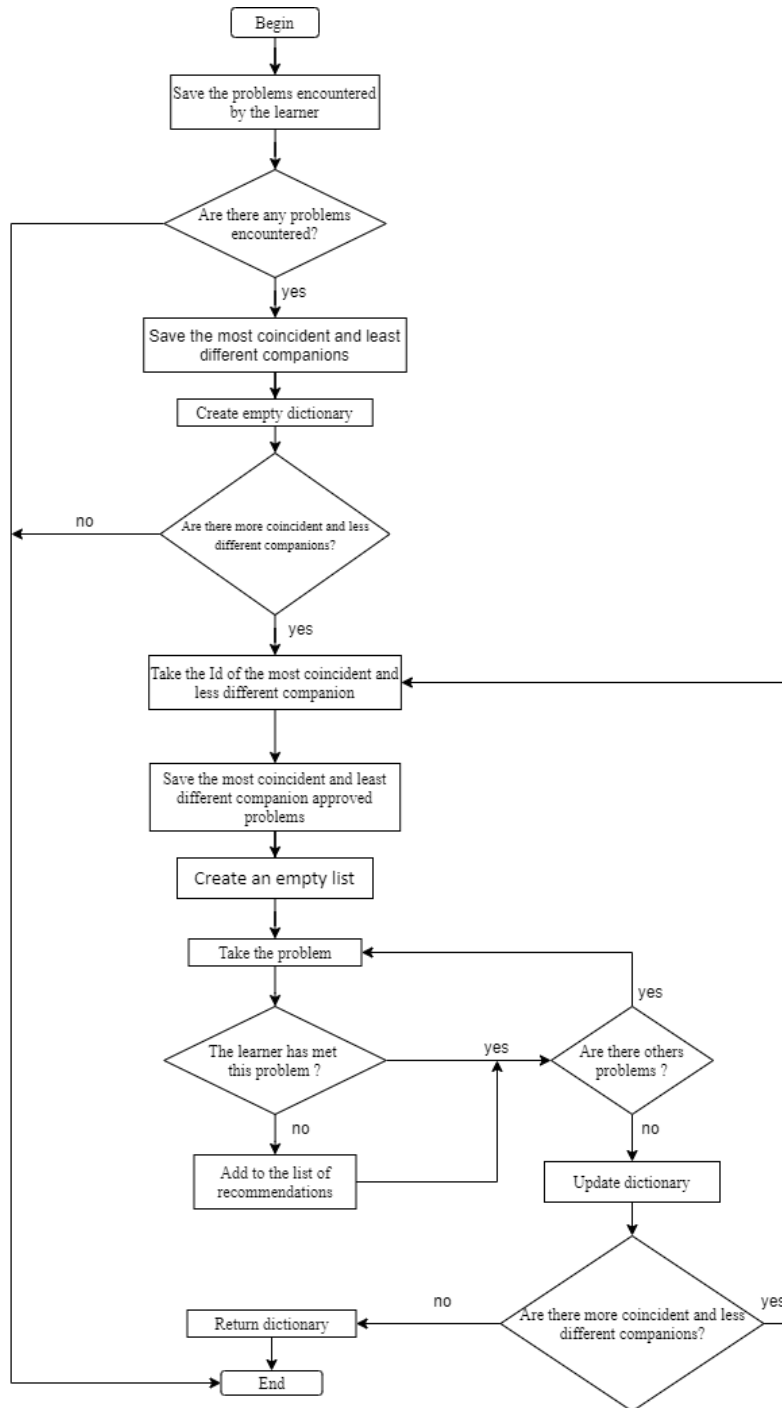 Begin
Save the problems encountered
by the learner
Are there any problems
encountered?
yes
Save the most coincident and least
different companions
Create empty dictionary
no
Are there more coincident and less
different companions?
yes
Take the Id of the most coincident and
less different companion
Save the most coincident and least
different companion approved
problems
Create an empty list
Take the problem
yes
The learner has met
this problem ?
yes
Are there others
problems ?
no
no
Add to the list of
recommendations
Update dictionary
no
Are there more coincident and less
different companions?
yes
Return dictionary
End